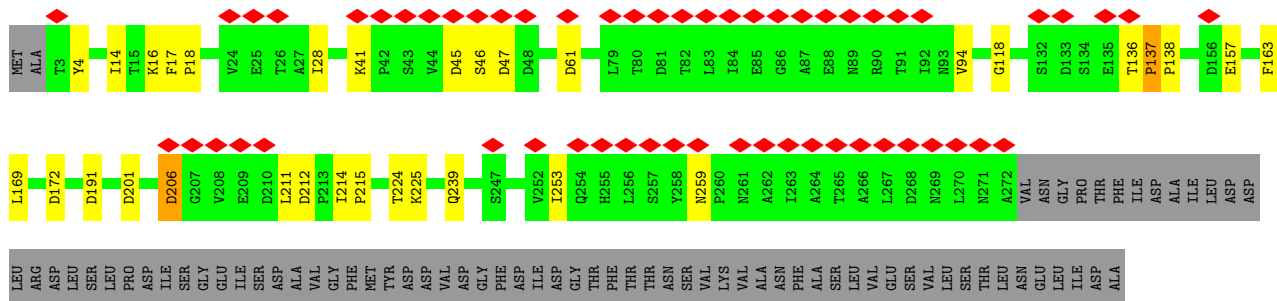 MET ALA T3 Y4 I14 T15 K16 F17 P18 V24 E25 T26 A27 I28 K41 P42 S43 V44 D45 S46 D47 D48 D61 L79 T80 D81 T82 L83 I84 E85 G86 A87 E88 N89 R90 T91 I92 N93 V94 G118 S132 D133 S134 E135 T136 P137 P138 D156 E157 F163
L169 D172 D191 D201 D206 G207 V208 E209 D210 L211 D212 P213 I214 P215 T224 K225 Q239 S247 V252 I253 Q254 H255 L256 S257 Y258 N259 P260 N261 A262 I263 A264 T265 A266 L267 D268 N269 L270 N271 A272 VAL ASN GLY PRO THR PHE ILE ASP ALA ILE LEU ASP ASP
LEU ARG ASP LEU SER LEU PRO ASP ILE SER GLY GLU ILE SER ASP ALA VAL GLY PHE MET TYR ASP ASP VAL ASP GLY PHE ASP ILE ASP GLY THR PHE THR THR ASN SER VAL LYS VAL ALA ASN PHE ALA SER LEU VAL GLU SER VAL LEU SER THR LEU ASN GLU LEU ILE ASP ALA